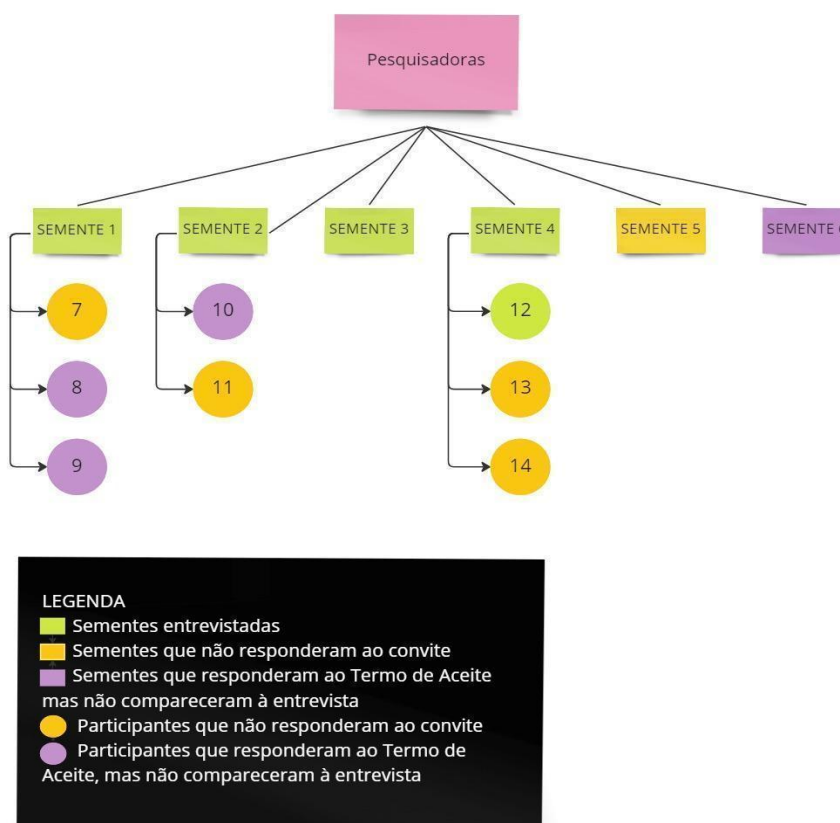 Pesquisadoras
SEMENTE 1
SEMENTE 2
SEMENTE 3
SEMENTE 4
SEMENTE 5
SEMENTE 6
7
10
12
8
11
13
9
14
LEGENDA
Sementes entrevistadas
Sementes que não responderam ao convite
Sementes que responderam ao Termo de Aceite
mas não compareceram à entrevista
Participantes que não responderam ao convite
Participantes que responderam ao Termo de
Aceite, mas não compareceram à entrevista